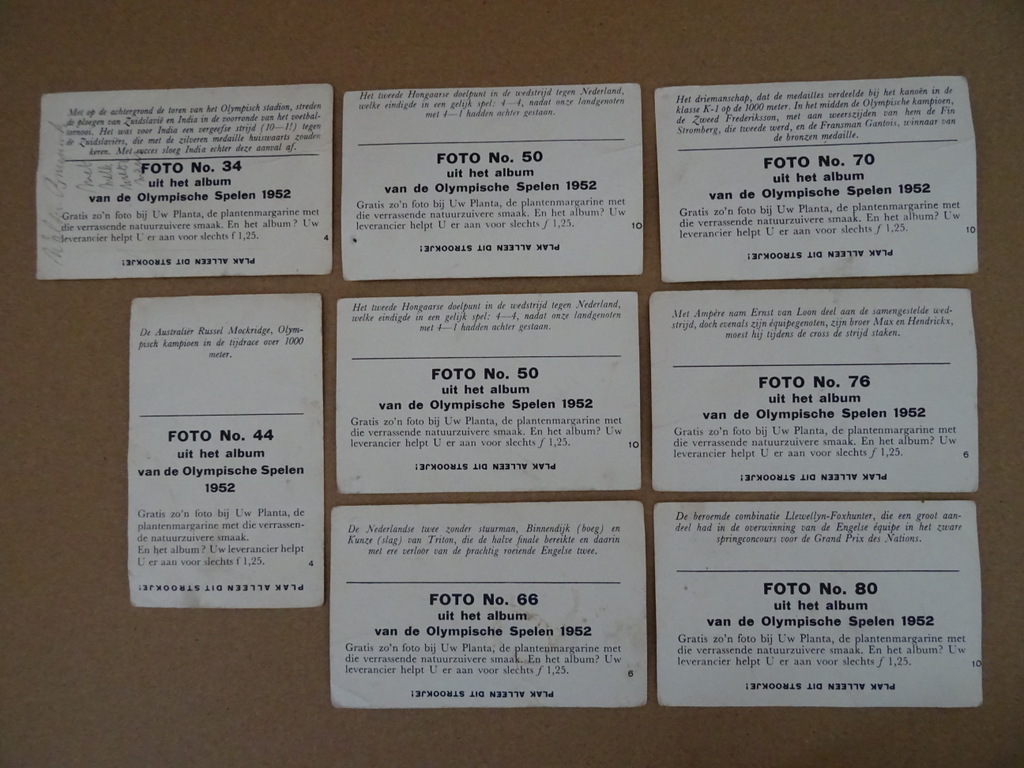 Met op de achtergrond de toren van het Olympisch stadion, streden
de ploegen van Zuidslavië en India in de voorronde van het voetbal-
tornooi. Het was voor India een vergeefse strijd (10—1!) tegen
de Zuidslaviërs, die met de zilveren medaille huiswaarts zouden
keren. Met succes sloeg India echter deze aanval af.
FOTO No. 34
uit het album
van de Olympische Spelen 1952
Gratis zo'n foto bij Uw Planta, de plantenmargarine met
die verrassende natuurzuivere smaak. En het album? Uw
leverancier helpt U er aan voor slechts f 1,25.
4
PLAK ALLEEN DIT STROOKJE!
Het tweede Hongaarse doelpunt in de wedstrijd tegen Nederland,
welke eindigde in een gelijk spel: 4—4, nadat onze landgenoten
met 4—1 hadden achter gestaan.
FOTO No. 50
uit het album
van de Olympische Spelen 1952
Gratis zo'n foto bij Uw Planta, de plantenmargarine met
die verrassende natuurzuivere smaak. En het album? Uw
leverancier helpt U er aan voor slechts f 1,25.
10
PLAK ALLEEN DIT STROOKJE!
Het driemanschap, dat de medailles verdeelde bij het kanoën in de
klasse K-1 op de 1000 meter. In het midden de Olympische kampioen,
de Zweed Frederiksson, met aan weerszijden van hem de Fin
Stromberg, die tweede werd, en de Fransman Gantois, winnaar van
de bronzen medaille.
FOTO No. 70
uit het album
van de Olympische Spelen 1952
Gratis zo'n foto bij Uw Planta, de plantenmargarine met
die verrassende natuurzuivere smaak. En het album? Uw
leverancier helpt U er aan voor slechts f 1,25.
10
PLAK ALLEEN DIT STROOKJE!
De Australiër Russel Mockridge, Olym-
pisch kampioen in de tijdrace over 1000
meter.
FOTO No. 44
uit het album
van de Olympische Spelen
1952
Gratis zo'n foto bij Uw Planta, de
plantenmargarine met die verrassen-
de natuurzuivere smaak.
En het album? Uw leverancier helpt
U er aan voor slechts f 1,25.
4
PLAK ALLEEN DIT STROOKJE!
Het tweede Hongaarse doelpunt in de wedstrijd tegen Nederland,
welke eindigde in een gelijk spel: 4—4, nadat onze landgenoten
met 4—1 hadden achter gestaan.
FOTO No. 50
uit het album
van de Olympische Spelen 1952
Gratis zo'n foto bij Uw Planta, de plantenmargarine met
die verrassende natuurzuivere smaak. En het album? Uw
leverancier helpt U er aan voor slechts f 1,25.
10
PLAK ALLEEN DIT STROOKJE!
Met Ampère nam Ernst van Loon deel aan de samengestelde wed-
strijd, doch evenals zijn équipegenoten, zijn broer Max en Hendrickx,
moest hij tijdens de cross de strijd staken.
FOTO No. 76
uit het album
van de Olympische Spelen 1952
Gratis zo'n foto bij Uw Planta, de plantenmargarine met
die verrassende natuurzuivere smaak. En het album? Uw
leverancier helpt U er aan voor slechts f 1,25.
6
PLAK ALLEEN DIT STROOKJE!
De Nederlandse twee zonder stuurman, Binnendijk (boeg) en
Kunze (slag) van Triton, die de halve finale bereikte en daarin
met ere verloor van de prachtig roeiende Engelse twee.
FOTO No. 66
uit het album
van de Olympische Spelen 1952
Gratis zo'n foto bij Uw Planta, de plantenmargarine met
die verrassende natuurzuivere smaak. En het album? Uw
leverancier helpt U er aan voor slechts f 1,25.
6
PLAK ALLEEN DIT STROOKJE!
De beroemde combinatie Llewellyn-Foxhunter, die een groot aan-
deel had in de overwinning van de Engelse équipe in het zware
springconcours voor de Grand Prix des Nations.
FOTO No. 80
uit het album
van de Olympische Spelen 1952
Gratis zo'n foto bij Uw Planta, de plantenmargarine met
die verrassende natuurzuivere smaak. En het album? Uw
leverancier helpt U er aan voor slechts f 1,25.
10
PLAK ALLEEN DIT STROOKJE!